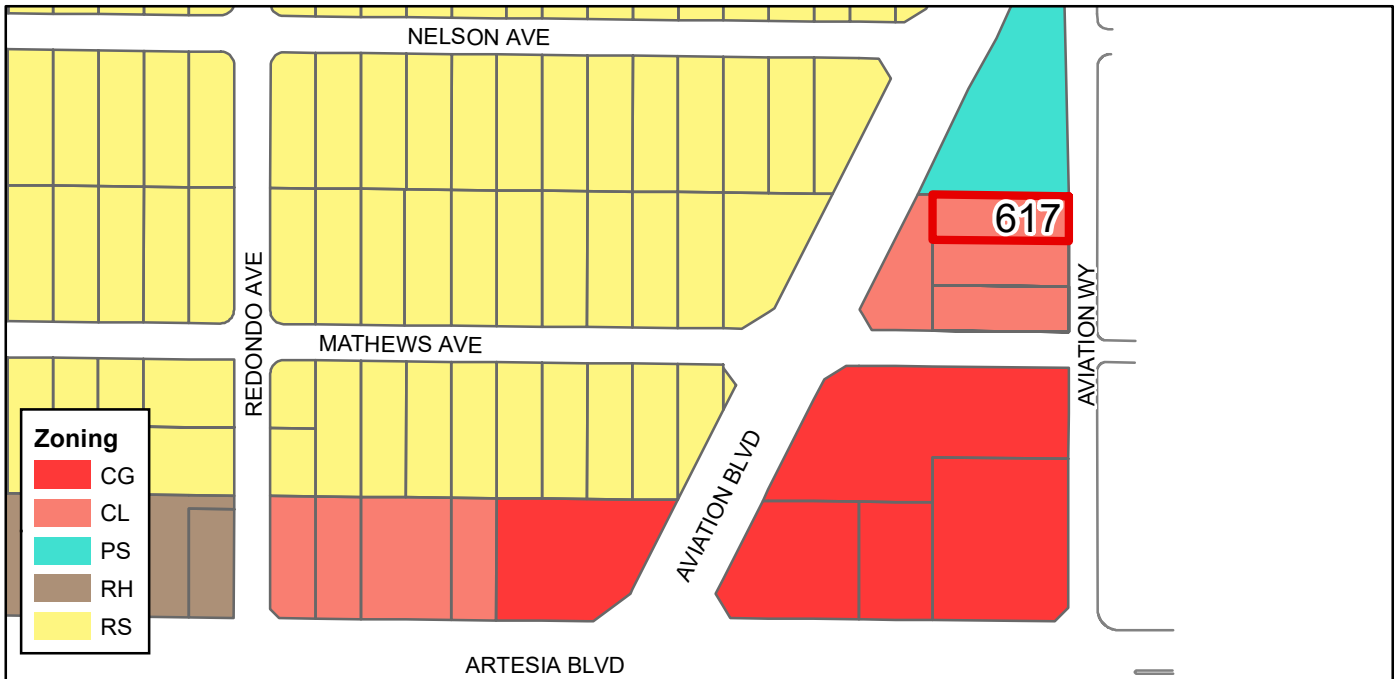 NELSON AVE
617
REDONDO AVE
AVIATION WY
MATHEWS AVE
Zoning
CG
CL
PS
RH
RS
AVIATION BLVD
ARTESIA BLVD